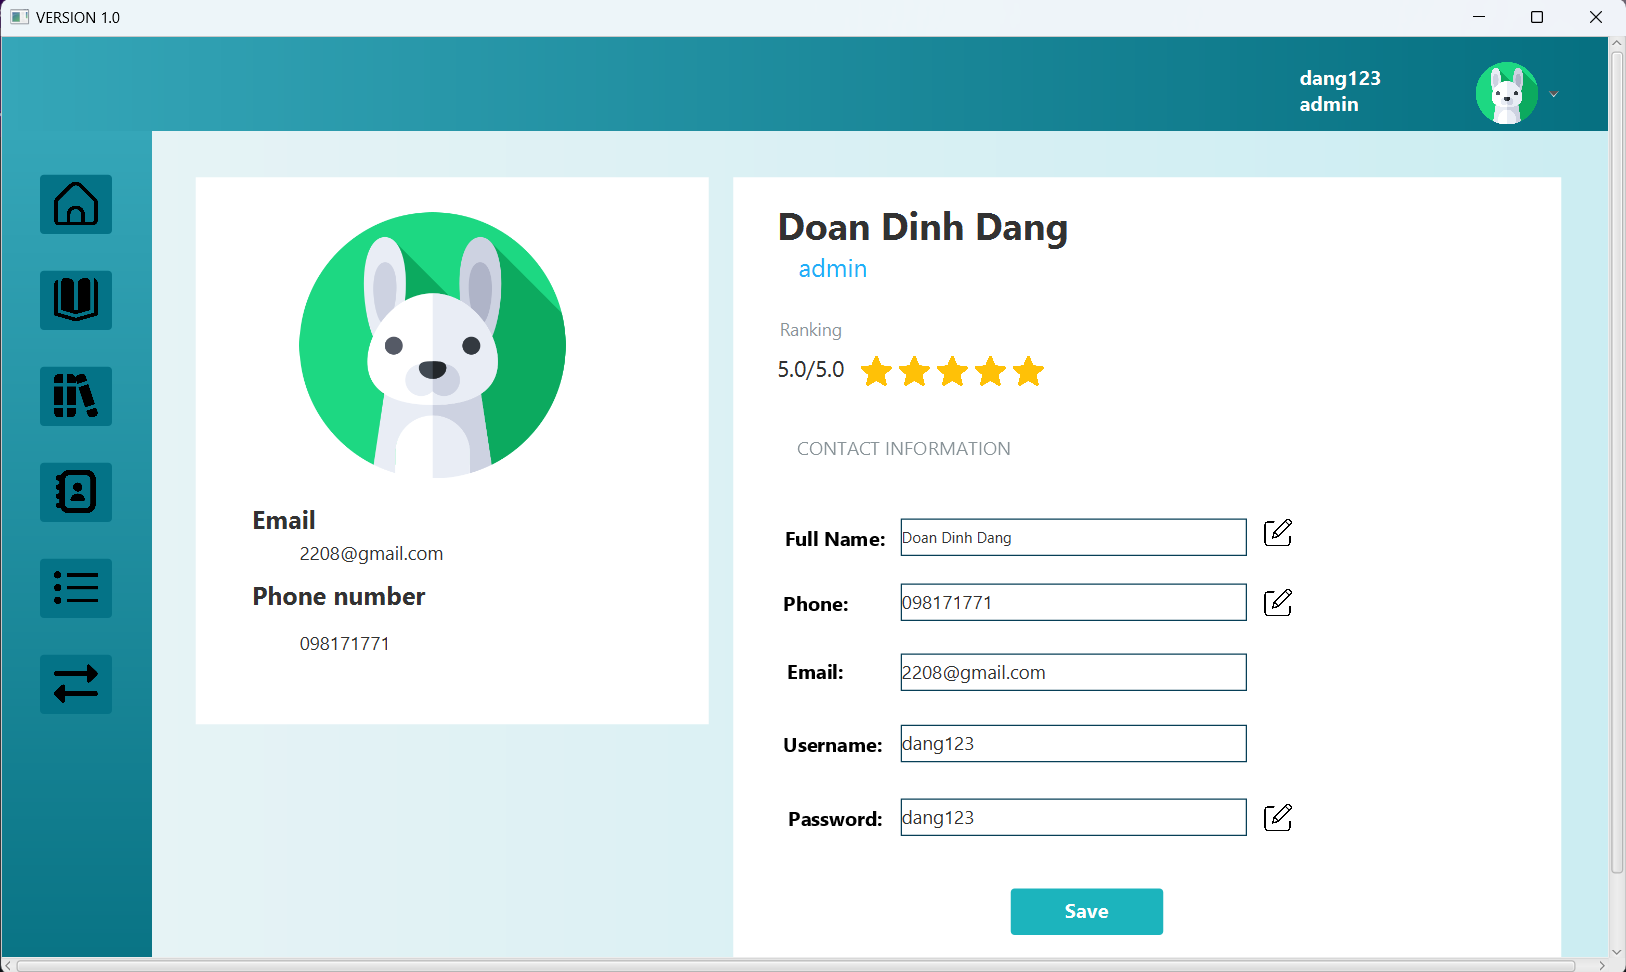 VERSION 1.0
dang123
admin
Email
2208@gmail.com
Phone number
098171771
Doan Dinh Dang
admin
Ranking
5.0/5.0
CONTACT INFORMATION
Full Name: Doan Dinh Dang
Phone: 098171771
Email: 2208@gmail.com
Username: dang123
Password: dang123
Save